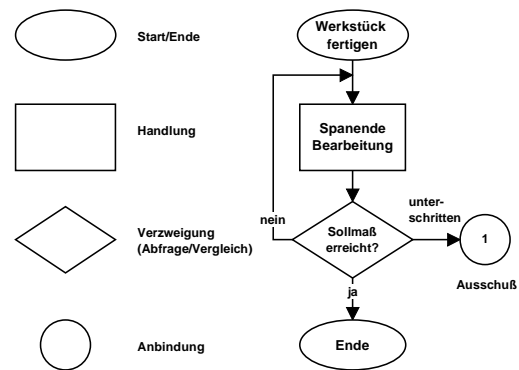 Start/Ende
Handlung
Verzweigung
(Abfrage/Vergleich)
Anbindung
Werkstück
fertigen
Spanende
Bearbeitung
nein
Sollmaß
erreicht?
unter-
schritten
1
Ausschuß
ja
Ende